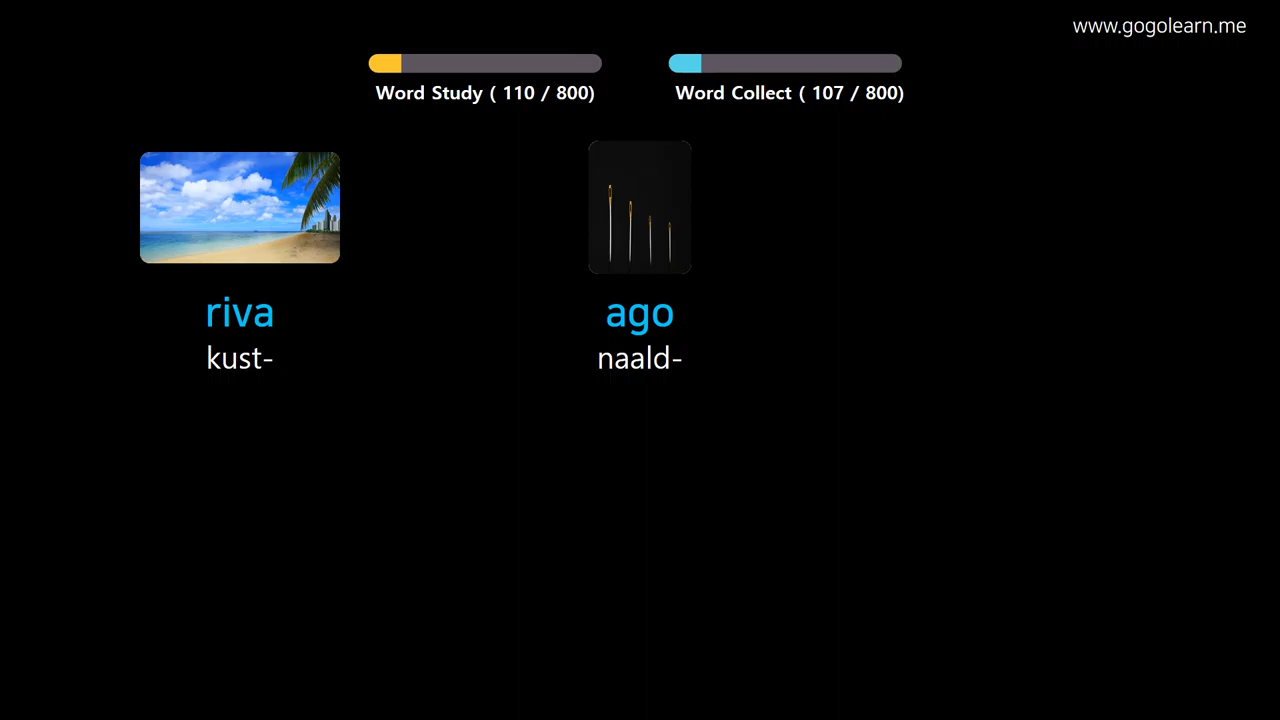 www.gogolearn.me
Word Study ( 110 / 800)
Word Collect ( 107 / 800)
riva
ago
kust-
naald-